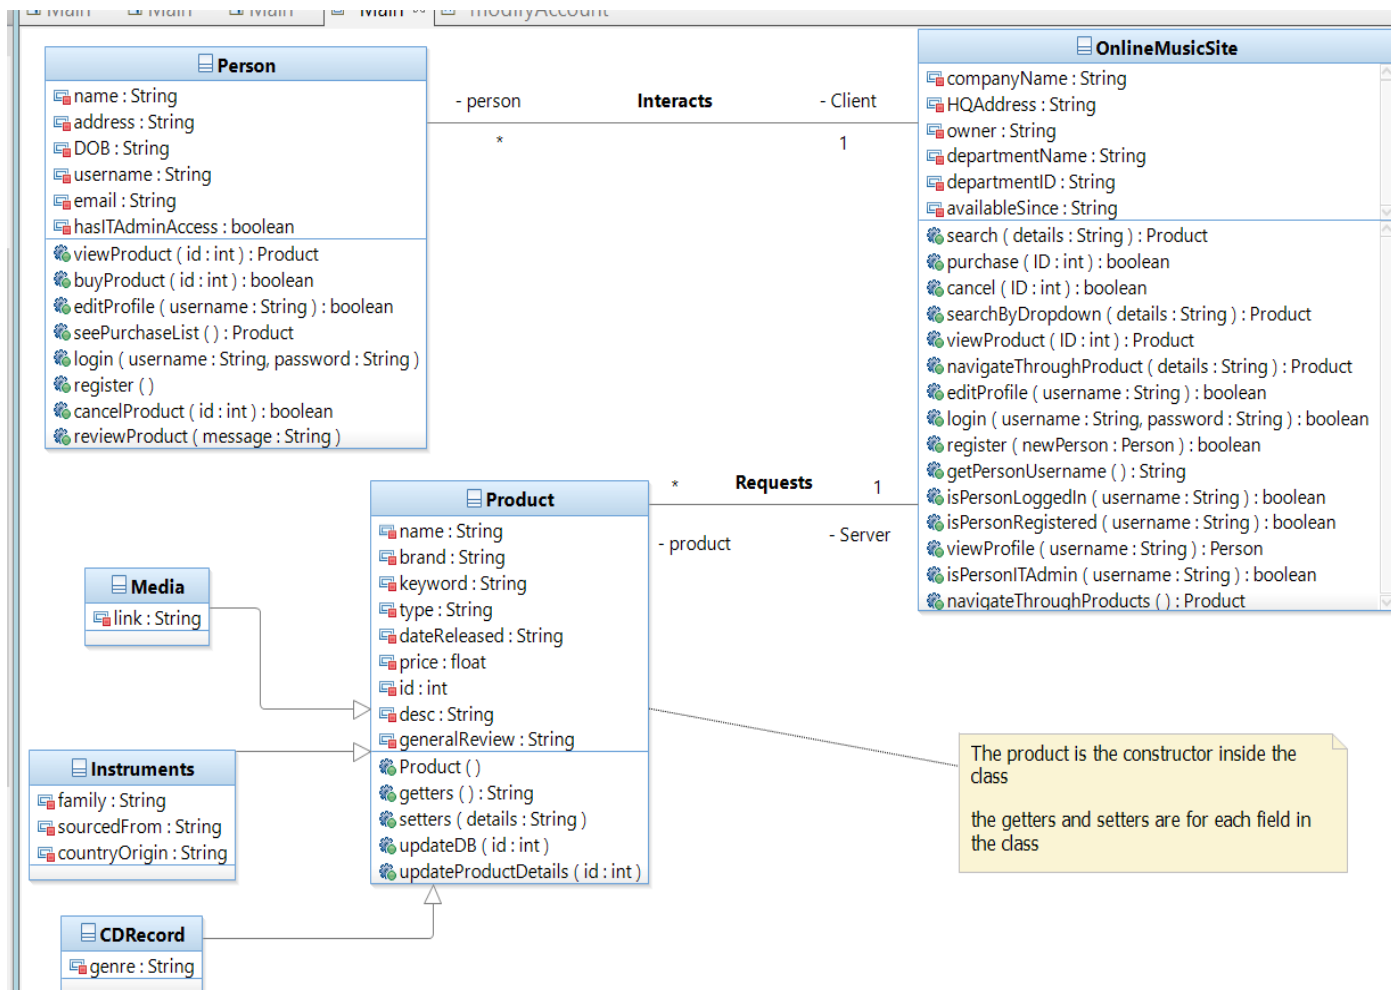 Main Main Main Main modifyAccount
Person
name : String
address : String
DOB : String
username : String
email : String
hasITAdminAccess : boolean
viewProduct ( id : int ) : Product
buyProduct ( id : int ) : boolean
editProfile ( username : String ) : boolean
seePurchaseList ( ) : Product
login ( username : String, password : String )
register ( )
cancelProduct ( id : int ) : boolean
reviewProduct ( message : String )
- person Interacts - Client
* 1
OnlineMusicSite
companyName : String
HQAddress : String
owner : String
departmentName : String
departmentID : String
availableSince : String
search ( details : String ) : Product
purchase ( ID : int ) : boolean
cancel ( ID : int ) : boolean
searchByDropdown ( details : String ) : Product
viewProduct ( ID : int ) : Product
navigateThroughProduct ( details : String ) : Product
editProfile ( username : String ) : boolean
login ( username : String, password : String ) : boolean
register ( newPerson : Person ) : boolean
getPersonUsername ( ) : String
isPersonLoggedIn ( username : String ) : boolean
isPersonRegistered ( username : String ) : boolean
viewProfile ( username : String ) : Person
isPersonITAdmin ( username : String ) : boolean
navigateThroughProducts ( ) : Product
* Requests 1
- product - Server
Product
name : String
brand : String
keyword : String
type : String
dateReleased : String
price : float
id : int
desc : String
generalReview : String
Product ( )
getters ( ) : String
setters ( details : String )
updateDB ( id : int )
updateProductDetails ( id : int )
Media
link : String
Instruments
family : String
sourcedFrom : String
countryOrigin : String
CDRecord
genre : String
The product is the constructor inside the
class
the getters and setters are for each field in
the class